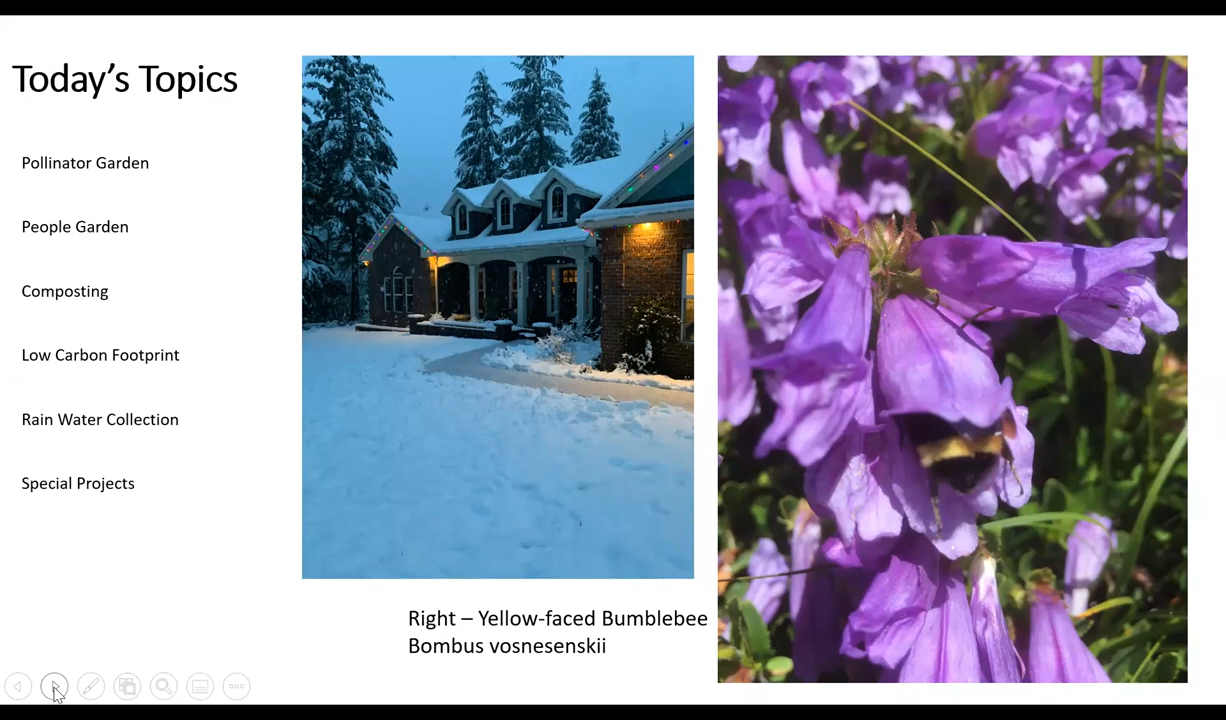 Today’s Topics
Pollinator Garden
People Garden
Composting
Low Carbon Footprint
Rain Water Collection
Special Projects
Right – Yellow-faced Bumblebee
Bombus vosnesenskii